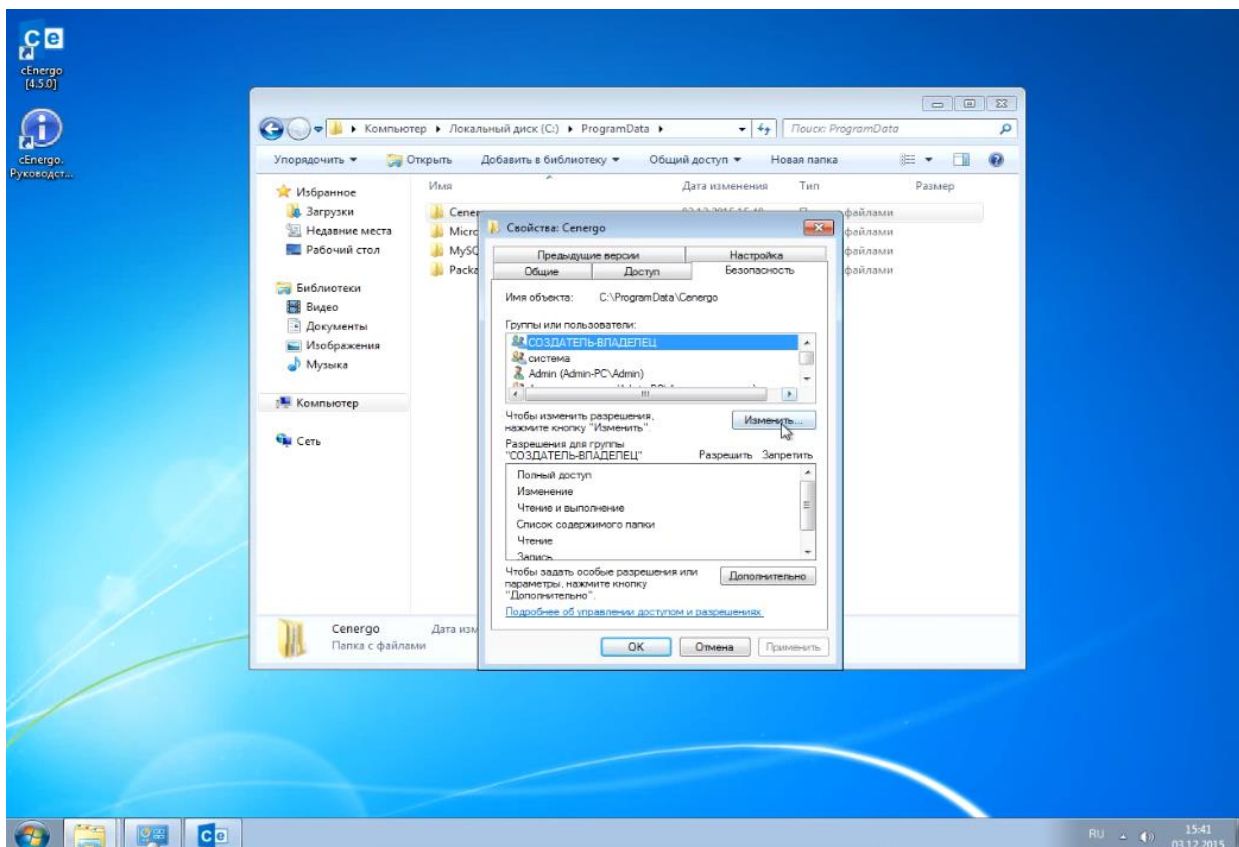 cEnergo
[4.5.0]
cEnergo.
Руководст...
Компьютер ▸ Локальный диск (C:) ▸ ProgramData ▸
Поиск: ProgramData
Упорядочить ▾ Открыть Добавить в библиотеку ▾ Общий доступ ▾ Новая папка
Имя Дата изменения Тип Размер
Избранное
Загрузки
Недавние места
Рабочий стол
Библиотеки
Видео
Документы
Изображения
Музыка
Компьютер
Сеть
файлами
файлами
файлами
файлами
Свойства: Cenergo
Предыдущие версии Настройка
Общие Доступ Безопасность
Имя объекта: C:\ProgramData\Cenergo
Группы или пользователи:
СОЗДАТЕЛЬ-ВЛАДЕЛЕЦ
система
Admin (Admin-PC\Admin)
Чтобы изменить разрешения,
нажмите кнопку "Изменить".
Изменить...
Разрешения для группы
"СОЗДАТЕЛЬ-ВЛАДЕЛЕЦ" Разрешить Запретить
Полный доступ
Изменение
Чтение и выполнение
Список содержимого папки
Чтение
Запись
Чтобы задать особые разрешения или
параметры, нажмите кнопку
"Дополнительно".
Дополнительно
Подробнее об управлении доступом и разрешениях
OK Отмена Применить
Cenergo Дата изм
Папка с файлами
RU 15:41
03.12.2015